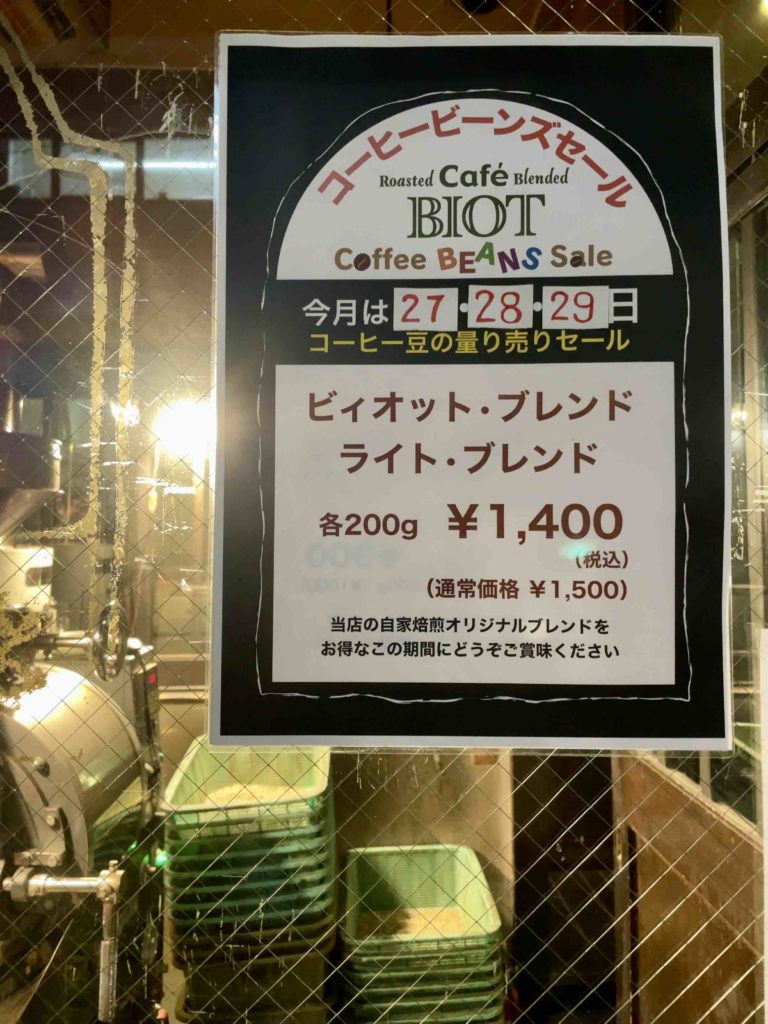 コーヒービーンズセール
Roasted Café Blended
BIOT
Coffee BEANS Sale
今月は27・28・29日
コーヒー豆の量り売りセール
ビィオット・ブレンド
ライト・ブレンド
各200g ¥1,400
(税込)
(通常価格 ¥1,500)
当店の自家焙煎オリジナルブレンドを
お得なこの期間にどうぞご賞味ください